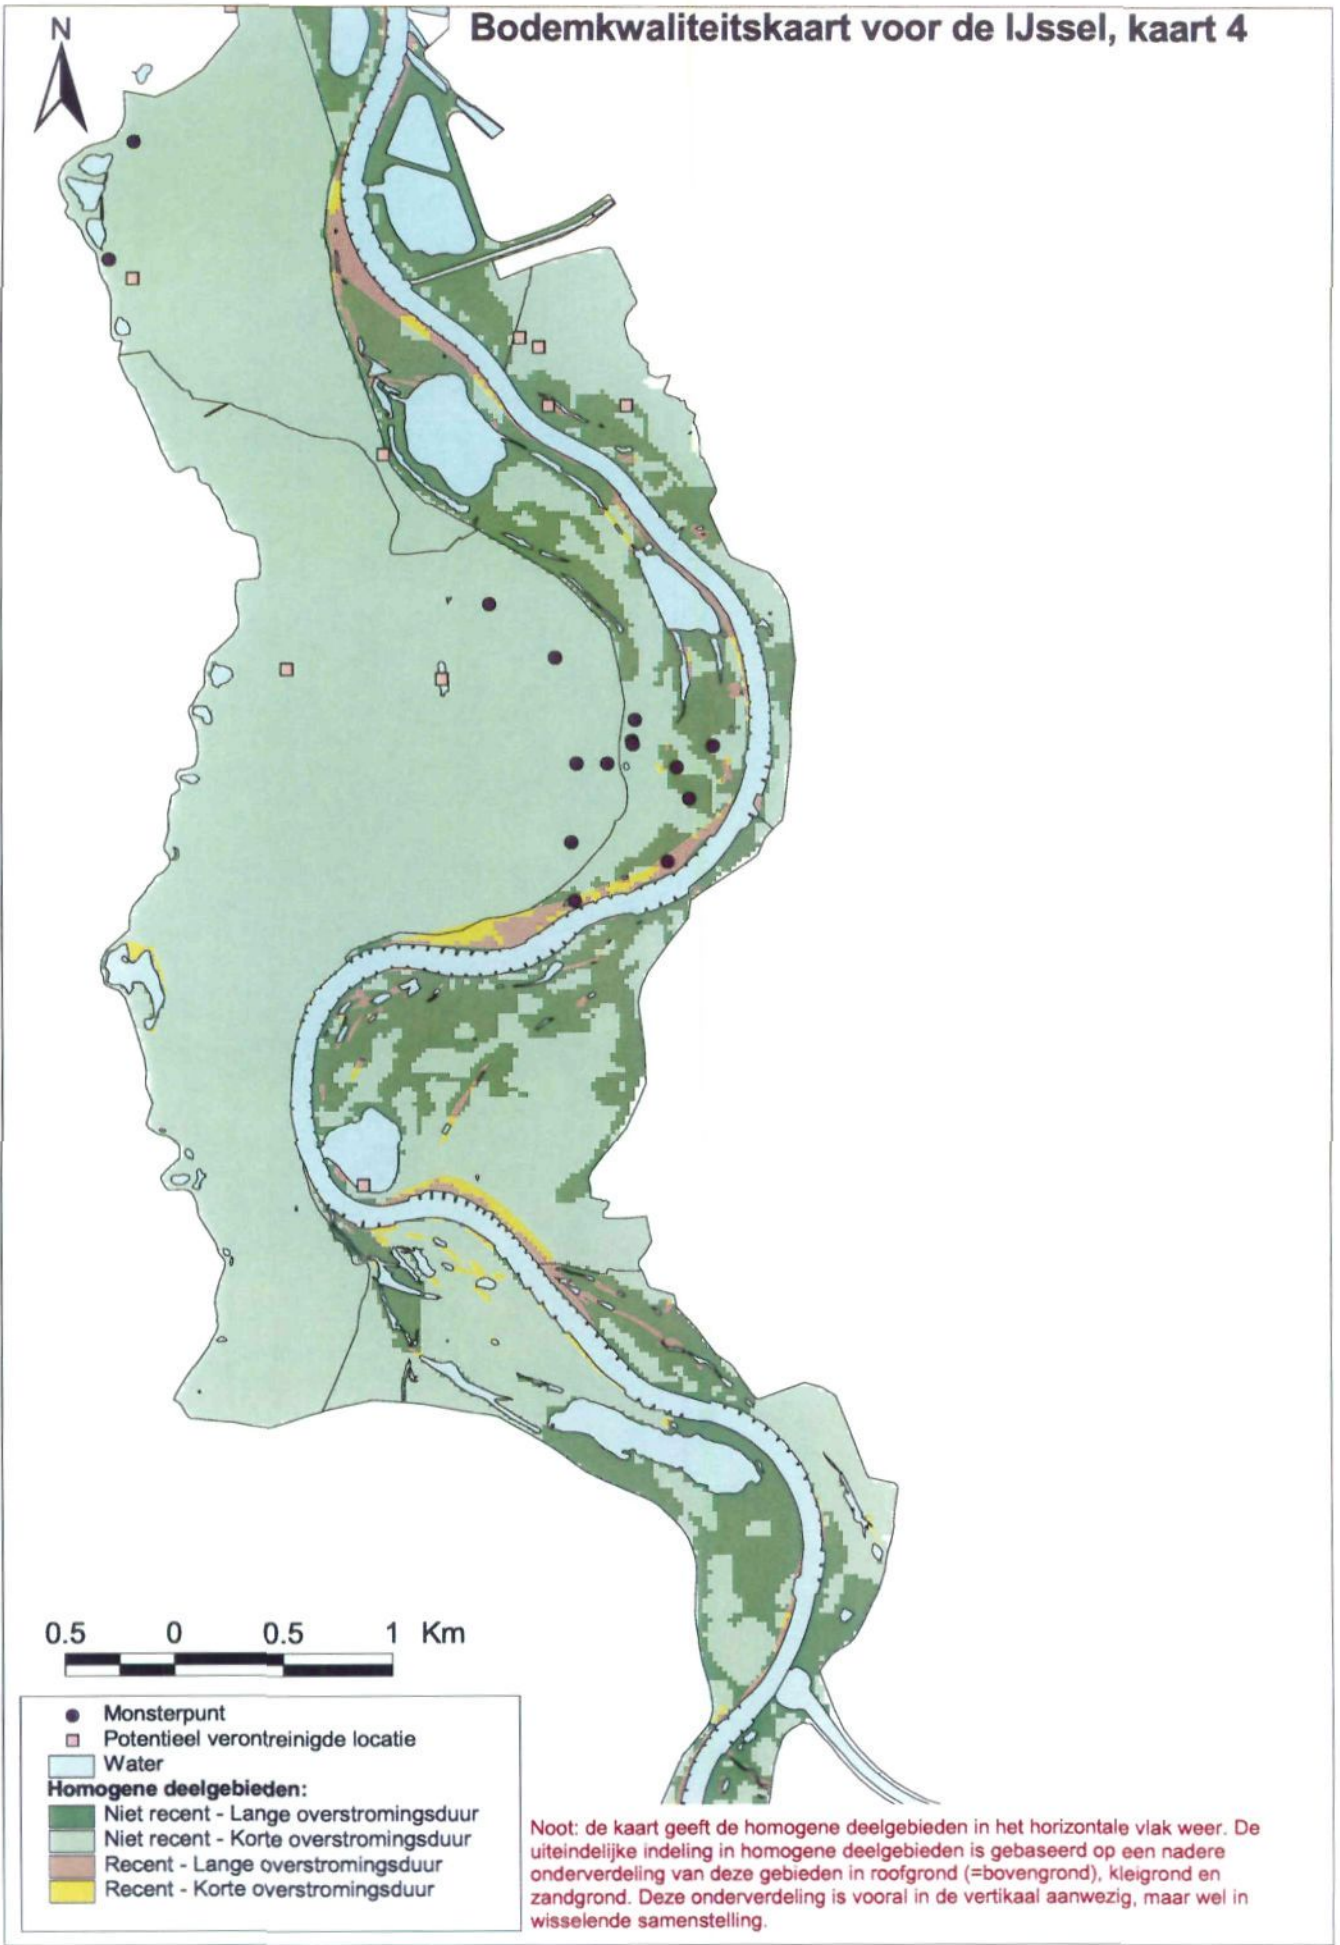 Bodemkwaliteitskaart voor de IJssel, kaart 4
N
0.5 0 0.5 1 Km
Monsterpunt
Potentieel verontreinigde locatie
Water
Homogene deelgebieden:
Niet recent - Lange overstromingsduur
Niet recent - Korte overstromingsduur
Recent - Lange overstromingsduur
Recent - Korte overstromingsduur
Noot: de kaart geeft de homogene deelgebieden in het horizontale vlak weer. De
uiteindelijke indeling in homogene deelgebieden is gebaseerd op een nadere
onderverdeling van deze gebieden in roofgrond (=bovengrond), kleigrond en
zandgrond. Deze onderverdeling is vooral in de vertikaal aanwezig, maar wel in
wisselende samenstelling.